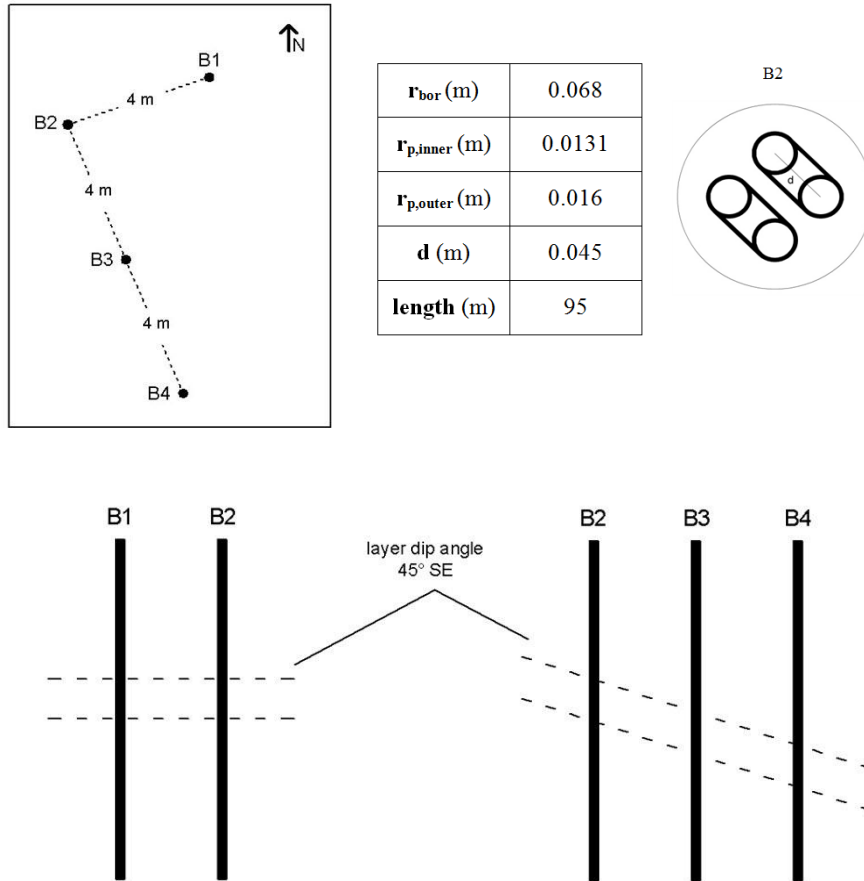 N
B1
4 m
B2
4 m
B3
4 m
B4
r_bor (m) 0.068
r_p,inner (m) 0.0131
r_p,outer (m) 0.016
d (m) 0.045
length (m) 95
B2
d
B1 B2
layer dip angle
45° SE
B2 B3 B4